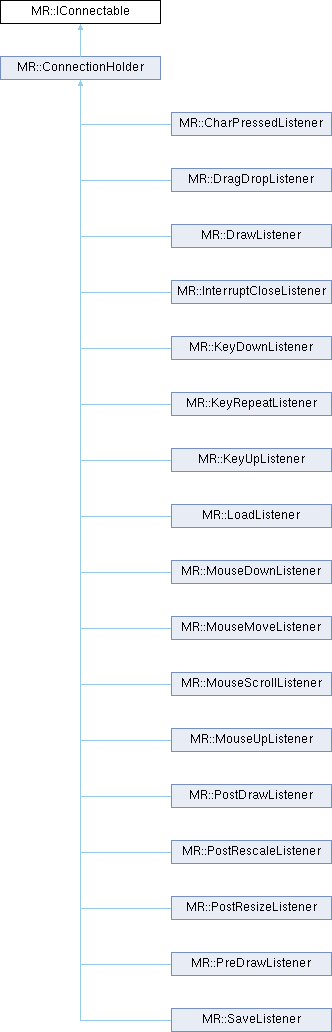 MR::IConnectable
MR::ConnectionHolder
MR::CharPressedListener
MR::DragDropListener
MR::DrawListener
MR::InterruptCloseListener
MR::KeyDownListener
MR::KeyRepeatListener
MR::KeyUpListener
MR::LoadListener
MR::MouseDownListener
MR::MouseMoveListener
MR::MouseScrollListener
MR::MouseUpListener
MR::PostDrawListener
MR::PostRescaleListener
MR::PostResizeListener
MR::PreDrawListener
MR::SaveListener